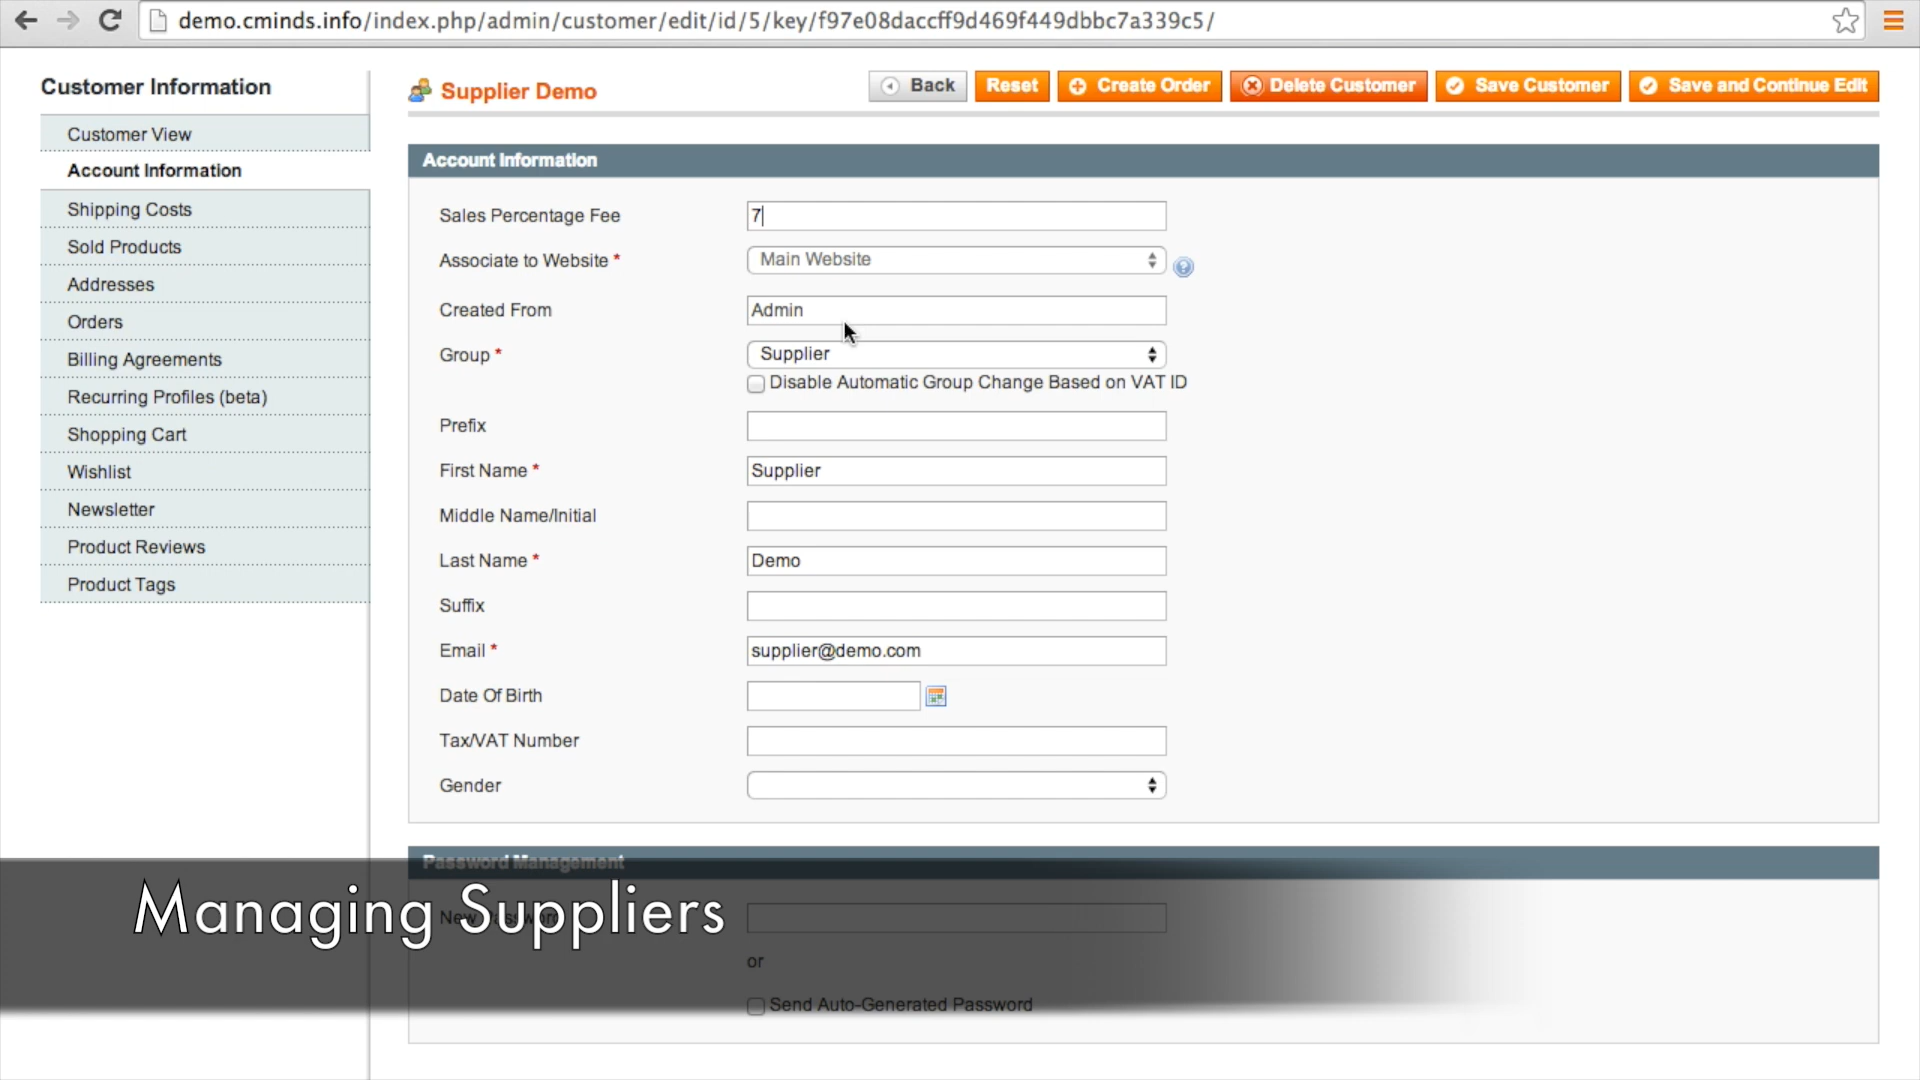 demo.cminds.info/index.php/admin/customer/edit/id/5/key/f97e08daccff9d469f449dbbc7a339c5/
Customer Information
Customer View
Account Information
Shipping Costs
Sold Products
Addresses
Orders
Billing Agreements
Recurring Profiles (beta)
Shopping Cart
Wishlist
Newsletter
Product Reviews
Product Tags
Supplier Demo
Back Reset Create Order Delete Customer Save Customer Save and Continue Edit
Account Information
Sales Percentage Fee 7
Associate to Website * Main Website ?
Created From Admin
Group * Supplier
Disable Automatic Group Change Based on VAT ID
Prefix
First Name * Supplier
Middle Name/Initial
Last Name * Demo
Suffix
Email * supplier@demo.com
Date Of Birth
Tax/VAT Number
Gender
Password Management
New Password
Managing Suppliers
or
Send Auto-Generated Password